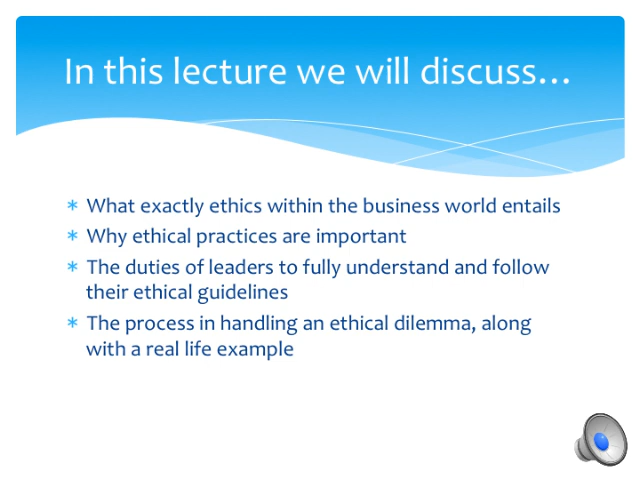 In this lecture we will discuss…
* What exactly ethics within the business world entails
* Why ethical practices are important
* The duties of leaders to fully understand and follow
their ethical guidelines
* The process in handling an ethical dilemma, along
with a real life example